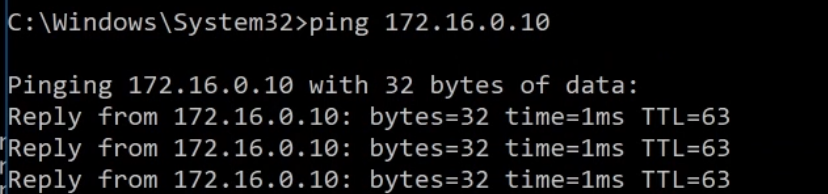 C:\Windows\System32>ping 172.16.0.10
Pinging 172.16.0.10 with 32 bytes of data:
Reply from 172.16.0.10: bytes=32 time=1ms TTL=63
Reply from 172.16.0.10: bytes=32 time=1ms TTL=63
Reply from 172.16.0.10: bytes=32 time=1ms TTL=63